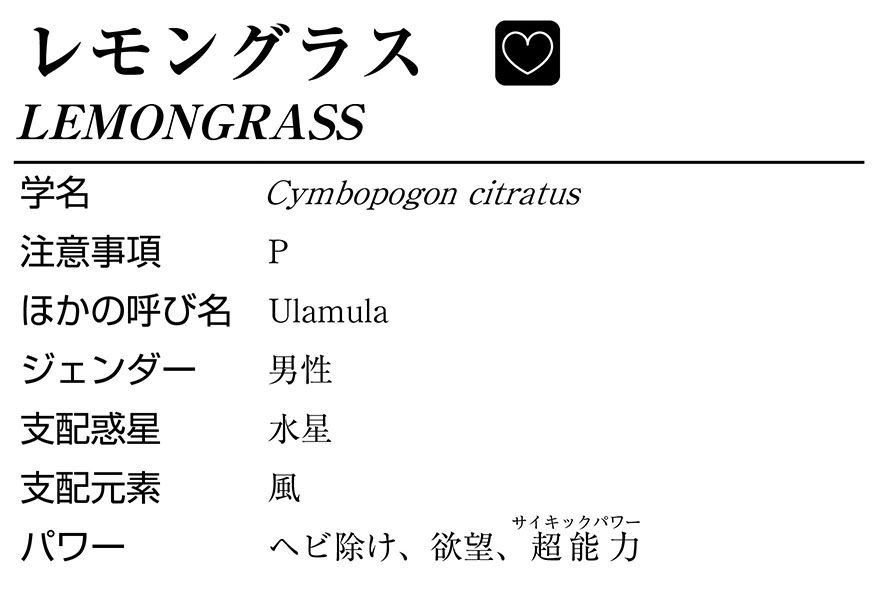 レモングラス
LEMONGRASS
学名 Cymbopogon citratus
注意事項 P
ほかの呼び名 Ulamula
ジェンダー 男性
支配惑星 水星
支配元素 風
サイキックパワー
パワー ヘビ除け、欲望、超能力